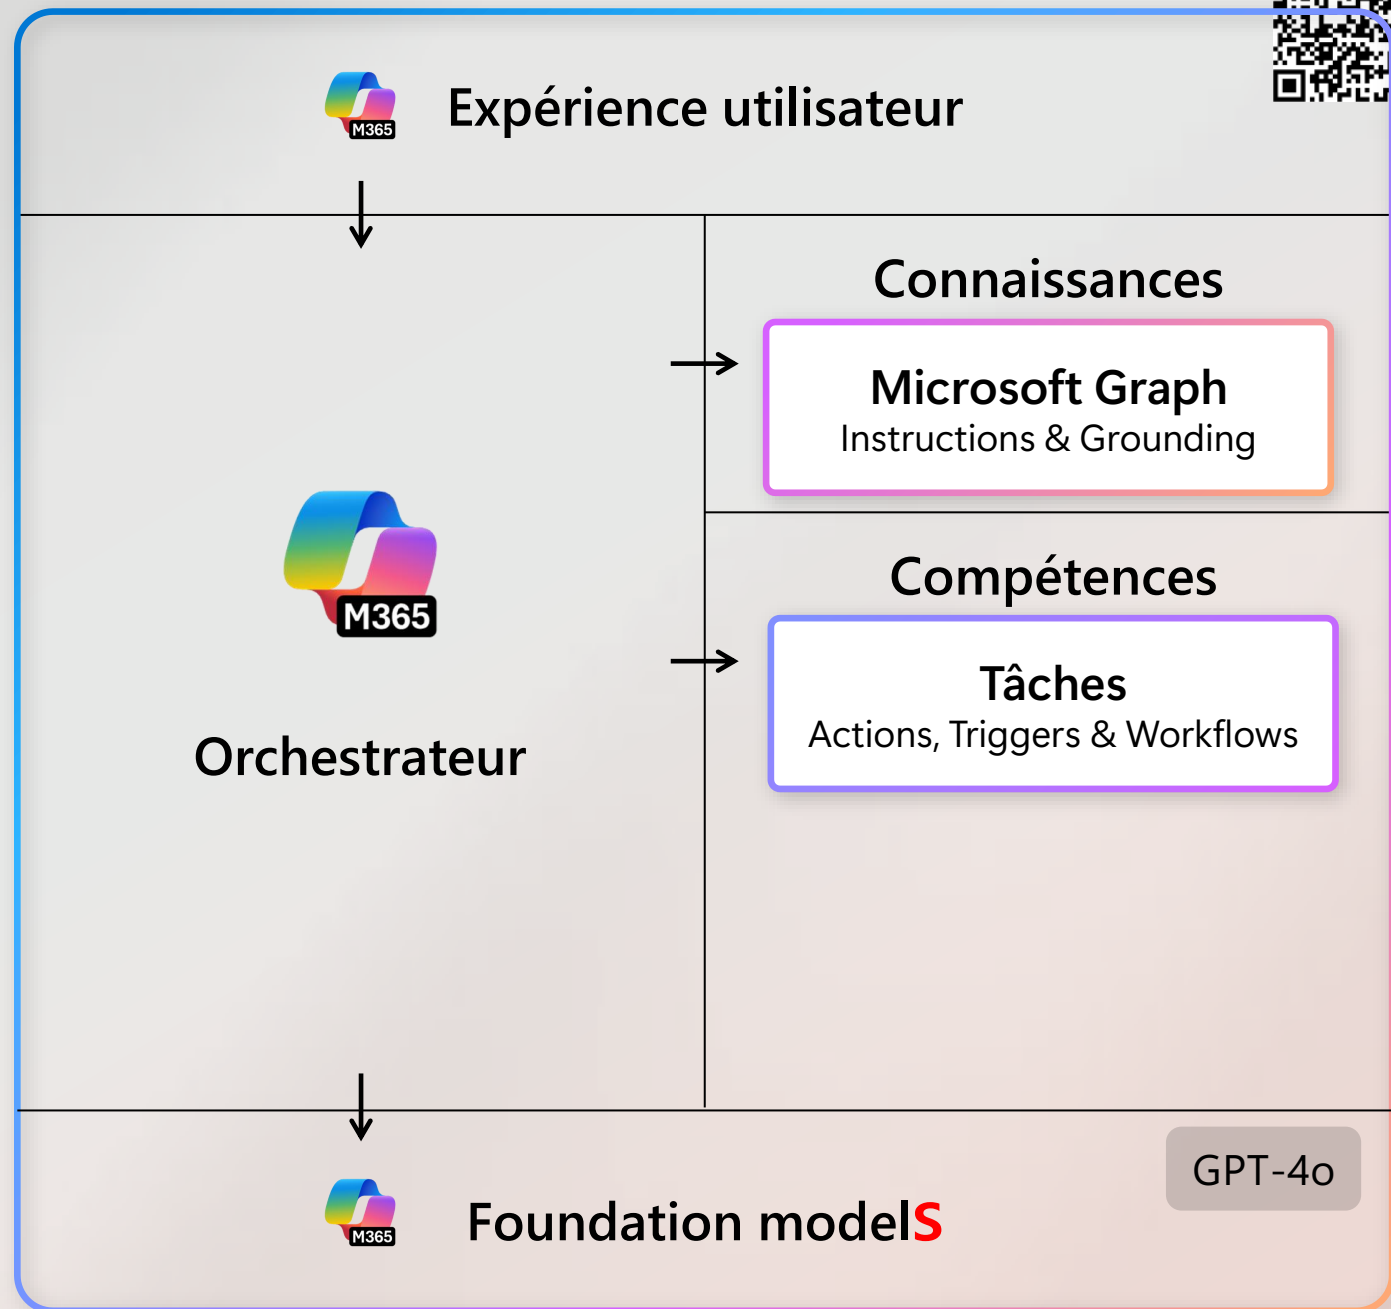 M365
Expérience utilisateur
Connaissances
Microsoft Graph
Instructions & Grounding
M365
Orchestrateur
Compétences
Tâches
Actions, Triggers & Workflows
GPT-4o
M365
Foundation modelS